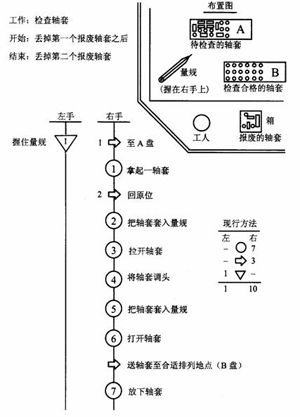 工作：检查轴套
开始：丢掉第一个报废轴套之后
结束：丢掉第二个报废轴套
布置图
A
待检查的轴套
量规
(握在右手上)
B
检查合格的轴套
工人
箱
报废的轴套
左手
右手
握住量规
1
1
至 A 盘
1
拿起一轴套
2
回原位
2
把轴套套入量规
3
拉开轴套
4
将轴套调头
5
把轴套套入量规
6
打开轴套
送轴套至合适排列地点（B 盘）
7
放下轴套
现行方法
左 右
- 7
- 3
1 -
1 10